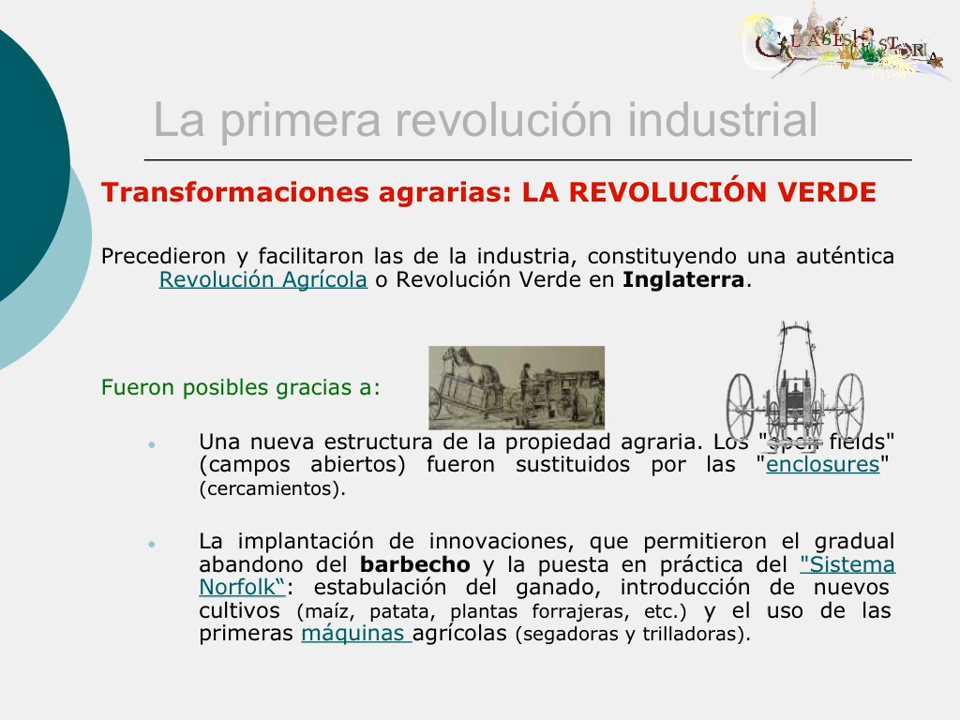 CLASES HISTORIA
La primera revolución industrial
Transformaciones agrarias: LA REVOLUCIÓN VERDE
Precedieron y facilitaron las de la industria, constituyendo una auténtica
Revolución Agrícola o Revolución Verde en Inglaterra.
Fueron posibles gracias a:
Una nueva estructura de la propiedad agraria. Los "open fields"
(campos abiertos) fueron sustituidos por las "enclosures"
(cercamientos).
La implantación de innovaciones, que permitieron el gradual
abandono del barbecho y la puesta en práctica del "Sistema
Norfolk“: estabulación del ganado, introducción de nuevos
cultivos (maíz, patata, plantas forrajeras, etc.) y el uso de las
primeras máquinas agrícolas (segadoras y trilladoras).